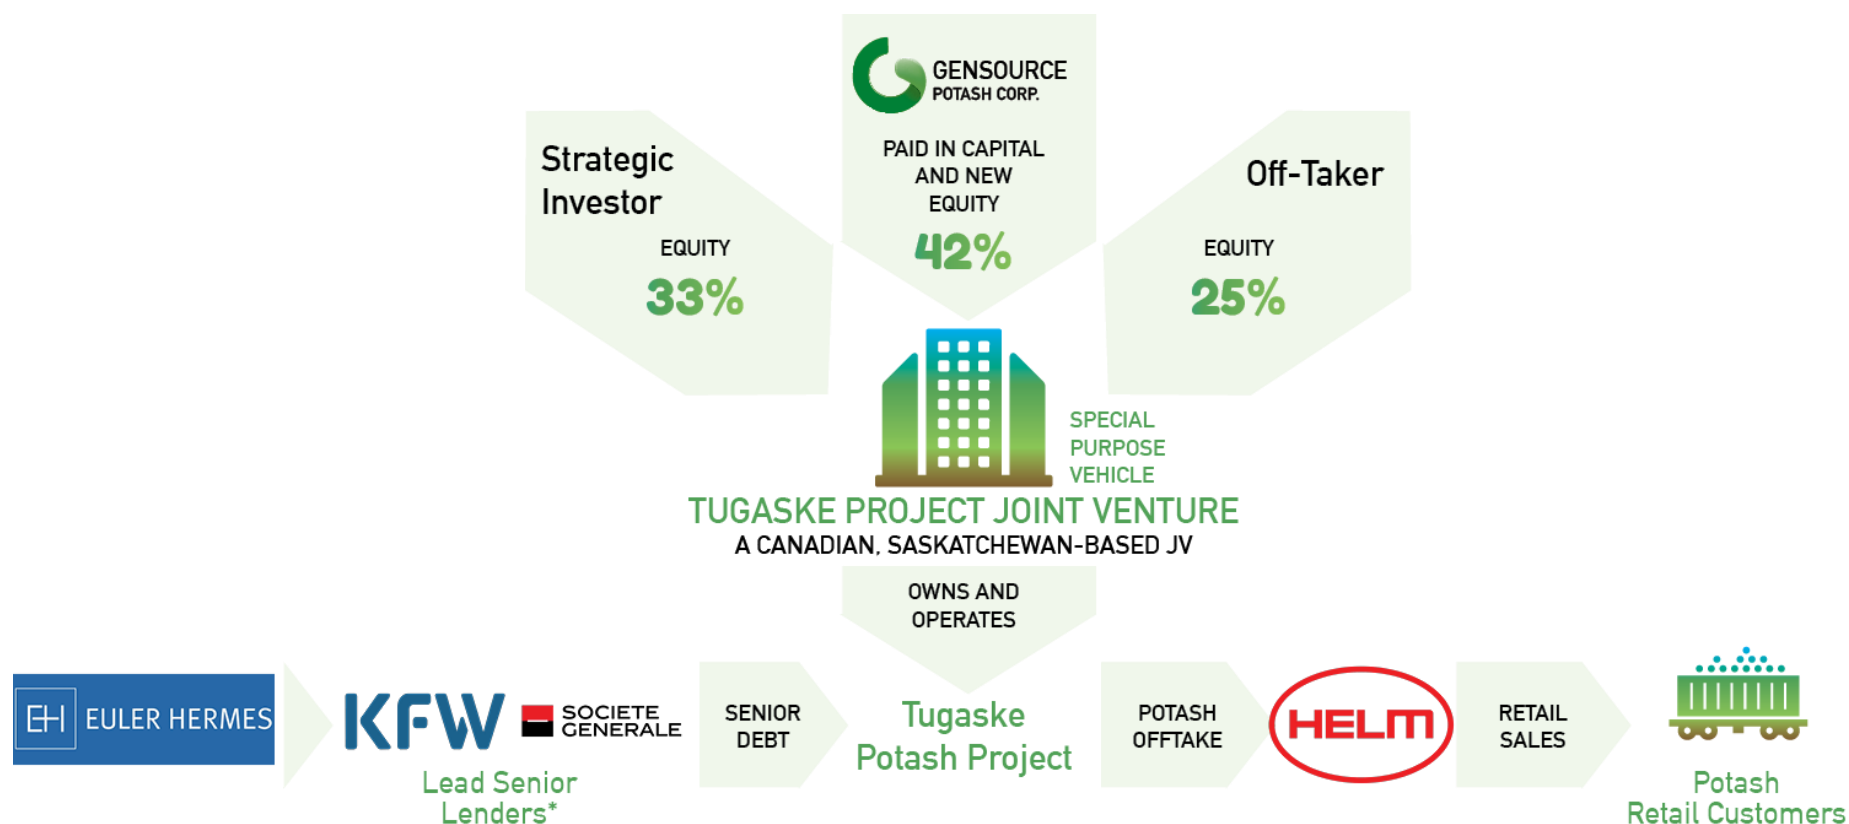 GENSOURCE
POTASH CORP.
PAID IN CAPITAL
AND NEW
EQUITY
42%
Strategic
Investor
EQUITY
33%
Off-Taker
EQUITY
25%
SPECIAL
PURPOSE
VEHICLE
TUGASKE PROJECT JOINT VENTURE
A CANADIAN, SASKATCHEWAN-BASED JV
OWNS AND
OPERATES
EH EULER HERMES
KFW
SOCIETE
GENERALE
Lead Senior
Lenders*
SENIOR
DEBT
Tugaske
Potash Project
POTASH
OFFTAKE
HELM
RETAIL
SALES
Potash
Retail Customers